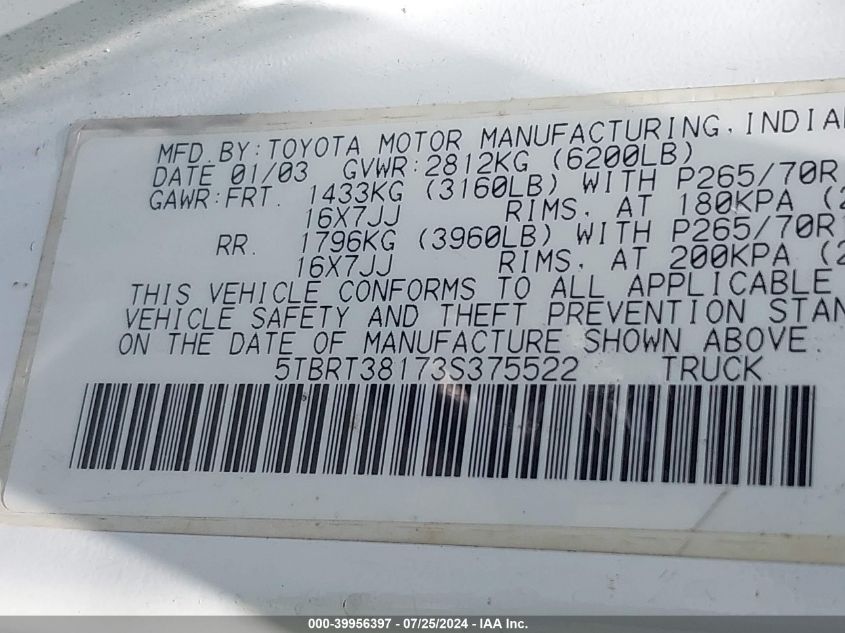 MFD. BY: TOYOTA MOTOR MANUFACTURING, INDIA
DATE 01/03 GVWR: 2812KG (6200LB)
GAWR: FRT. 1433KG (3160LB) WITH P265/70R
16X7JJ RIMS, AT 180KPA (2
RR. 1796KG (3960LB) WITH P265/70R
16X7JJ RIMS, AT 200KPA (2
THIS VEHICLE CONFORMS TO ALL APPLICABLE
VEHICLE SAFETY AND THEFT PREVENTION STAN
ON THE DATE OF MANUFACTURE SHOWN ABOVE.
5TBRT38173S375522 TRUCK
000-39956397 - 07/25/2024 - IAA Inc.